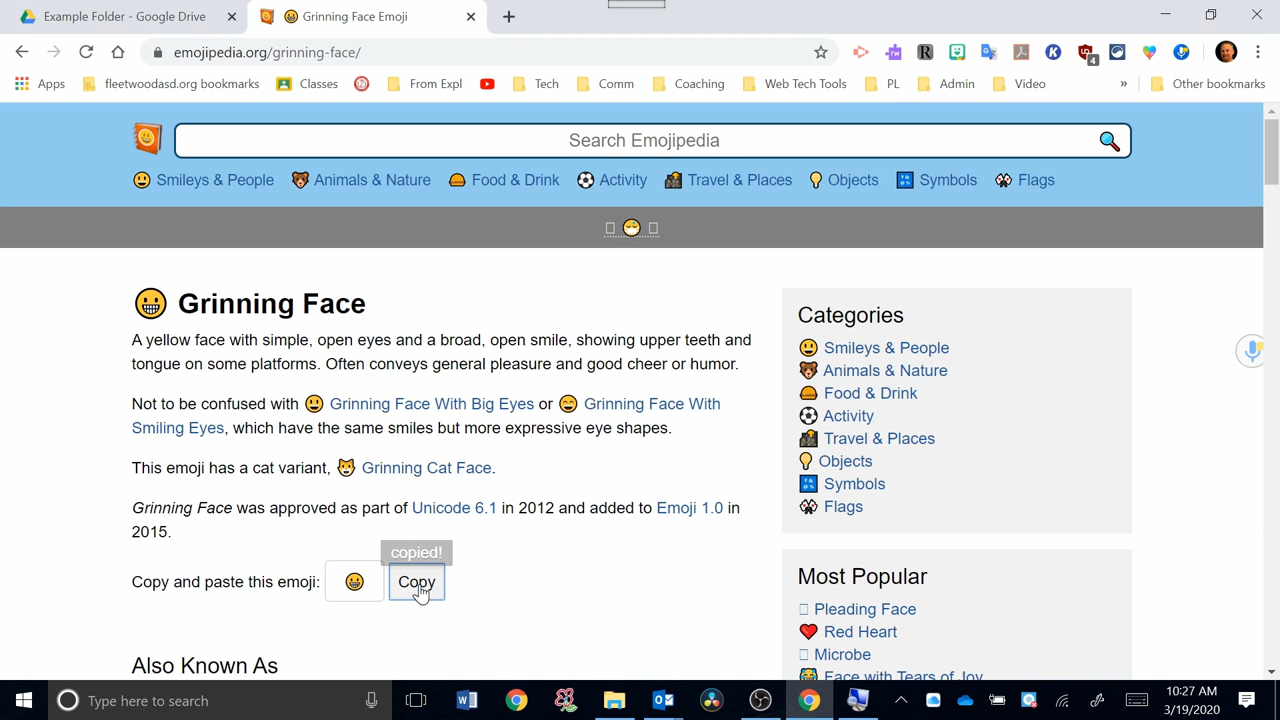 Example Folder - Google Drive
Grinning Face Emoji
emojipedia.org/grinning-face/
4
Apps
fleetwoodasd.org bookmarks
Classes
From Expl
Tech
Comm
Coaching
Web Tech Tools
PL
Admin
Video
»
Other bookmarks
Search Emojipedia
Smileys & People
Animals & Nature
Food & Drink
Activity
Travel & Places
Objects
Symbols
Flags
Grinning Face
A yellow face with simple, open eyes and a broad, open smile, showing upper teeth and
tongue on some platforms. Often conveys general pleasure and good cheer or humor.
Not to be confused with 😃 Grinning Face With Big Eyes or 😄 Grinning Face With
Smiling Eyes, which have the same smiles but more expressive eye shapes.
This emoji has a cat variant, 😺 Grinning Cat Face.
Grinning Face was approved as part of Unicode 6.1 in 2012 and added to Emoji 1.0 in
2015.
copied!
Copy and paste this emoji: 😀 Copy
Also Known As
Categories
Smileys & People
Animals & Nature
Food & Drink
Activity
Travel & Places
Objects
Symbols
Flags
Most Popular
Pleading Face
Red Heart
Microbe
Face with Tears of Joy
Type here to search
10:27 AM
3/19/2020